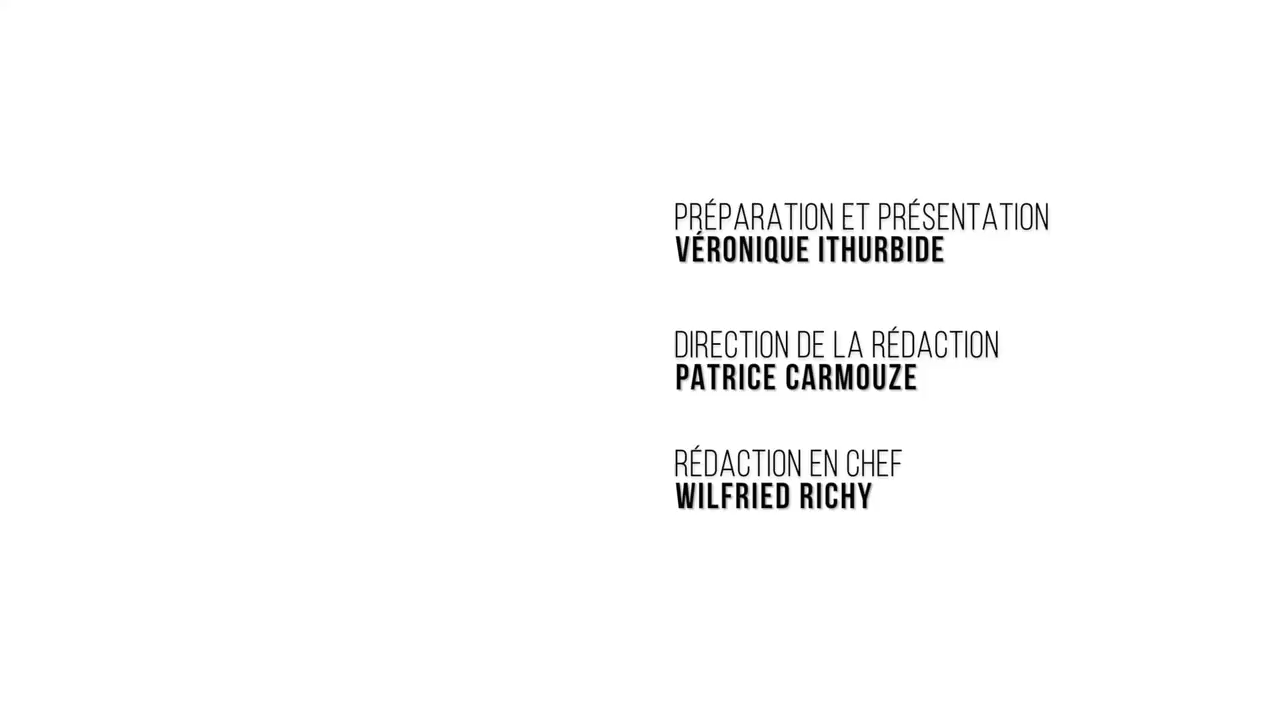 PRÉPARATION ET PRÉSENTATION
VÉRONIQUE ITHURBIDE
DIRECTION DE LA RÉDACTION
PATRICE CARMOUZE
RÉDACTION EN CHEF
WILFRIED RICHY